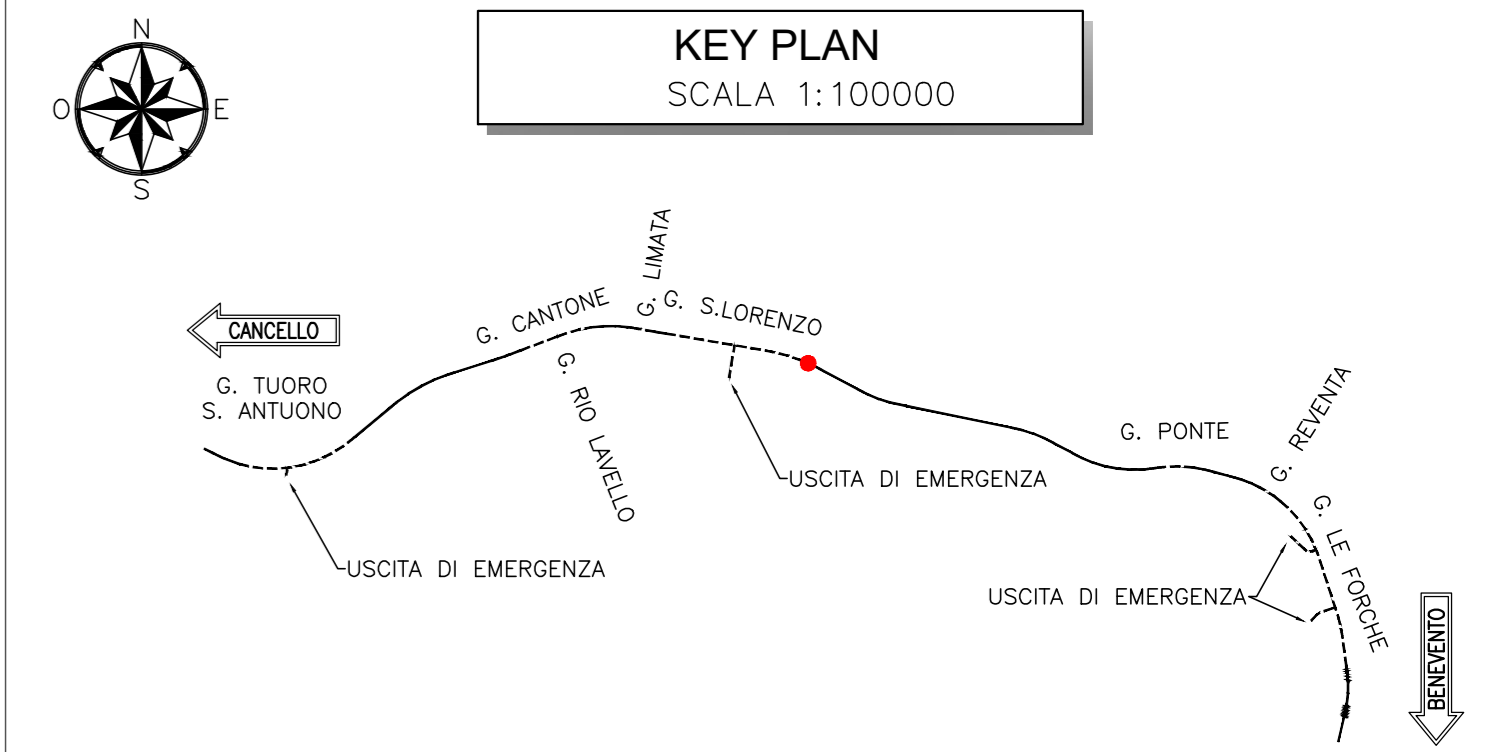 N
O
E
S
KEY PLAN
SCALA 1:100000
CANCELLO
G. TUORO
S. ANTUONO
G. CANTONE
G. RIO LAVELLO
G. LIMATA
G. S.LORENZO
USCITA DI EMERGENZA
USCITA DI EMERGENZA
G. PONTE
G. REVENTA
G. LE FORCHE
USCITA DI EMERGENZA
BENEVENTO